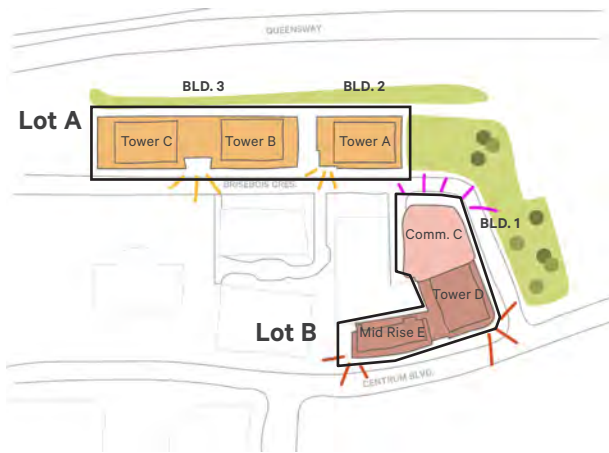 QUEENSWAY
BLD. 3
BLD. 2
Lot A
Tower C
Tower B
Tower A
BRISEBOIS CRES.
BLD. 1
Comm. C
Tower D
Lot B
Mid Rise E
CENTRUM BLVD.